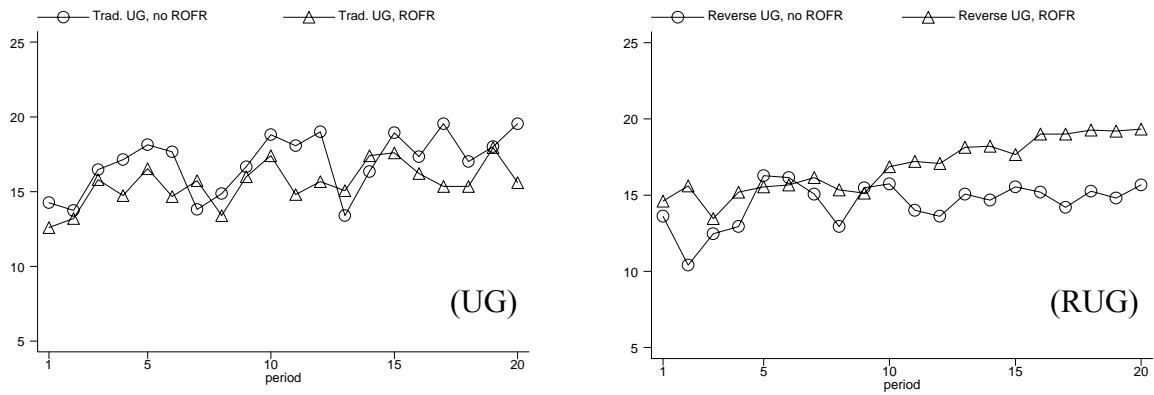 Trad. UG, no ROFR Trad. UG, ROFR
25
20
15
10
5
(UG)
1 5 10 15 20
period
Reverse UG, no ROFR Reverse UG, ROFR
25
20
15
10
5
(RUG)
1 5 10 15 20
period